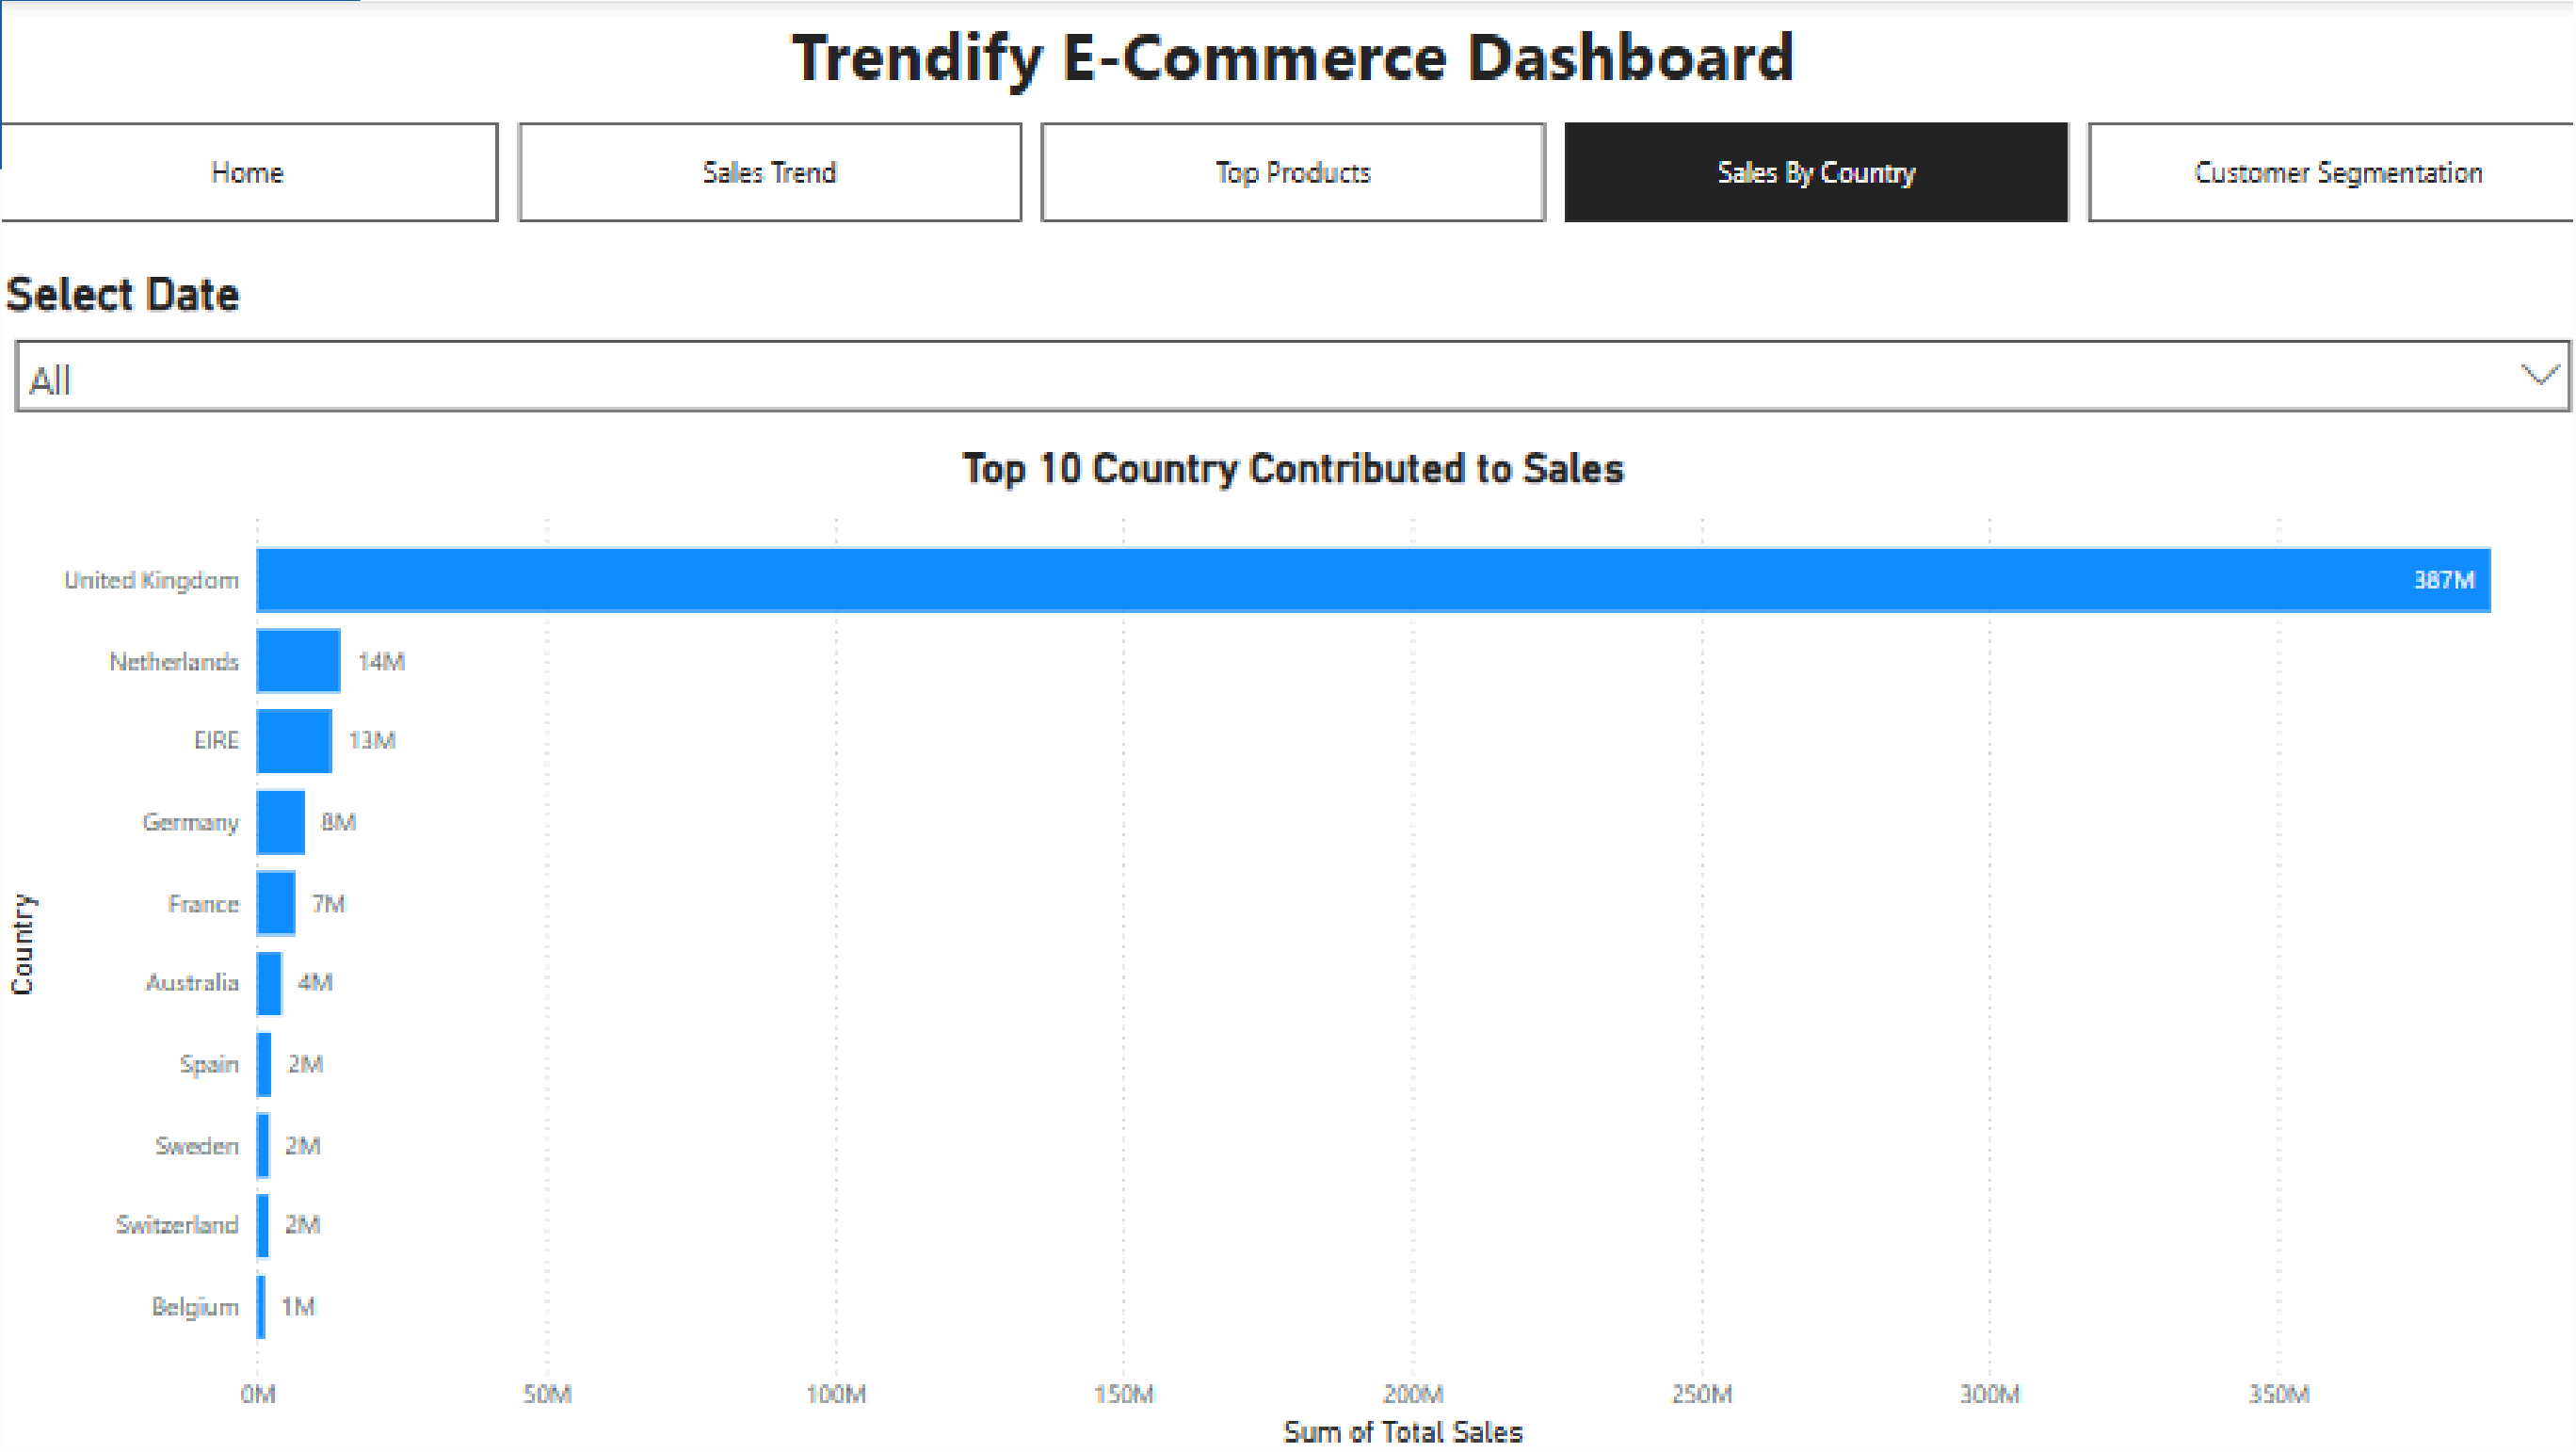 Trendify E-Commerce Dashboard
Home
Sales Trend
Top Products
Sales By Country
Customer Segmentation
Select Date
All
Top 10 Country Contributed to Sales
Country
United Kingdom
387M
Netherlands
14M
EIRE
13M
Germany
8M
France
7M
Australia
4M
Spain
2M
Sweden
2M
Switzerland
2M
Belgium
1M
0M
50M
100M
150M
200M
250M
300M
350M
Sum of Total Sales